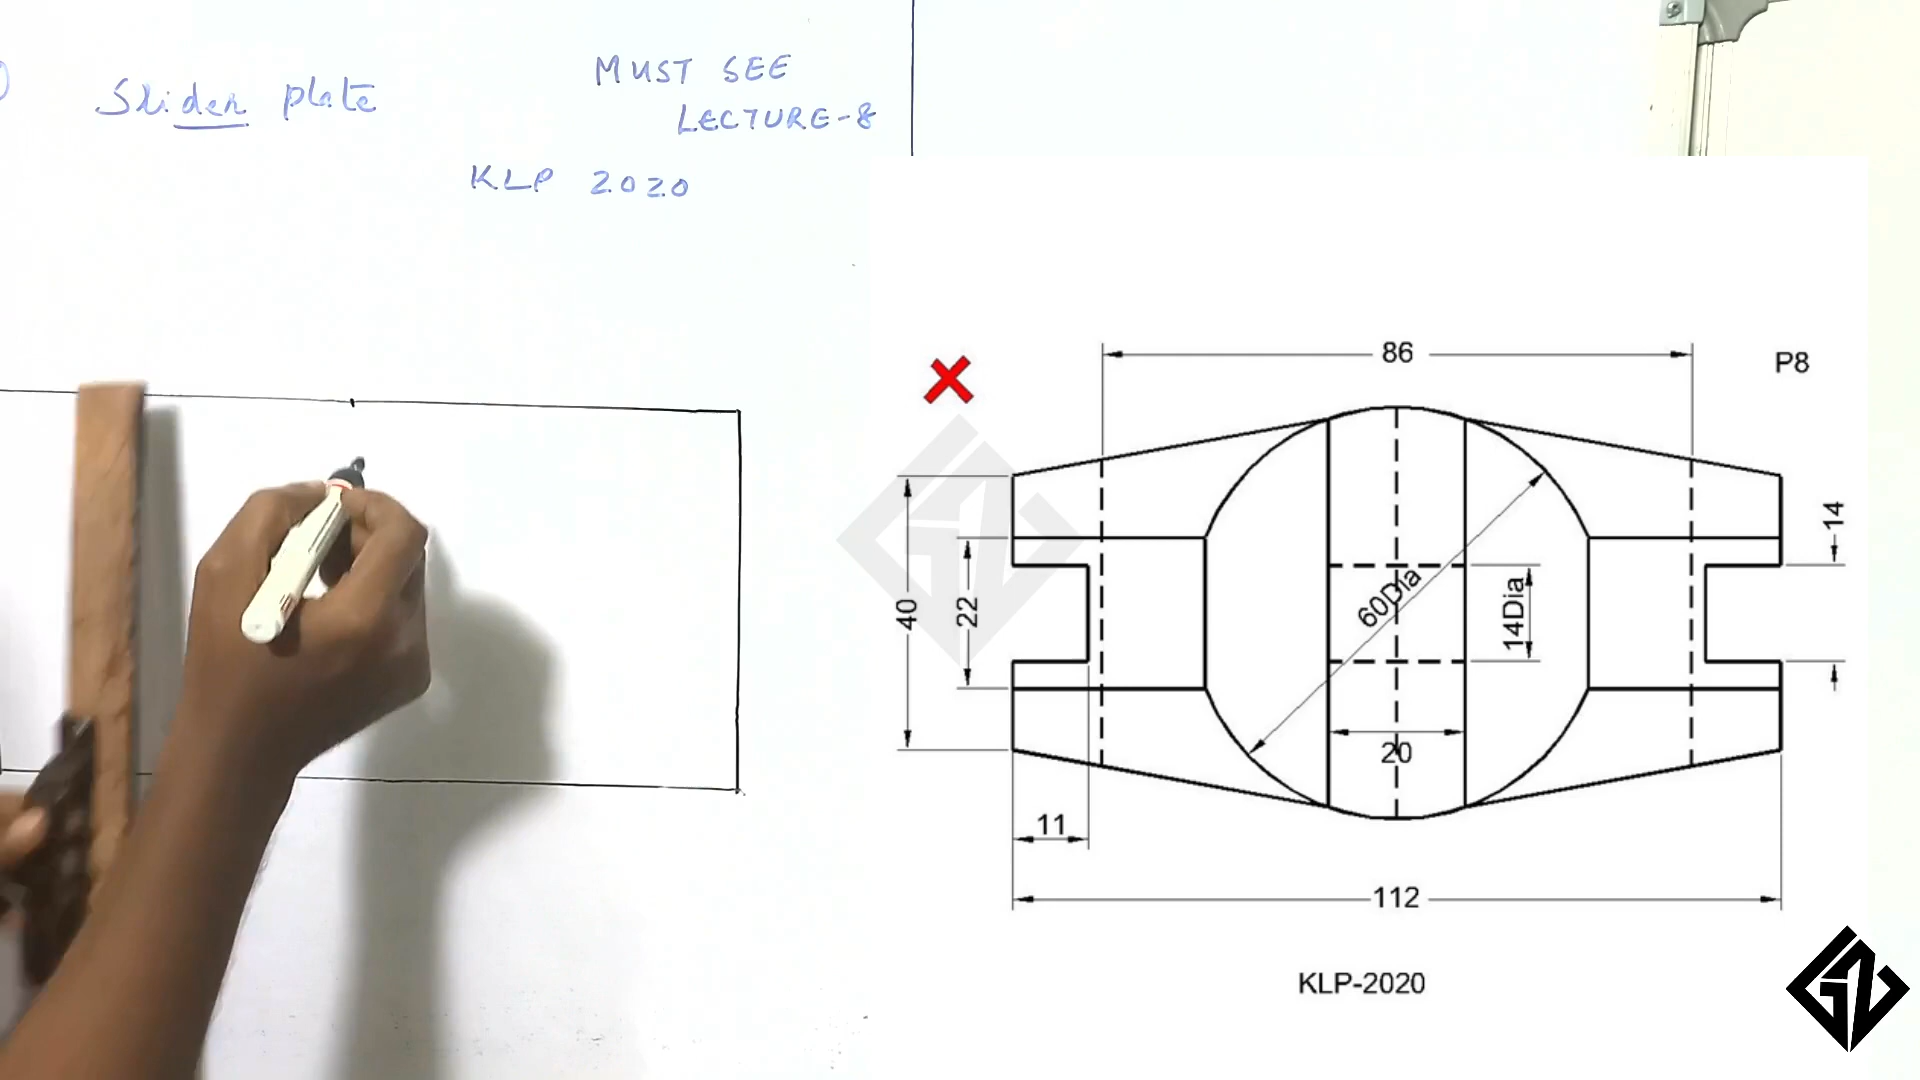 Slider plate
MUST SEE
LECTURE-8
KLP 2020
86
P8
14
40
22
60Dia
14Dia
20
11
112
KLP-2020